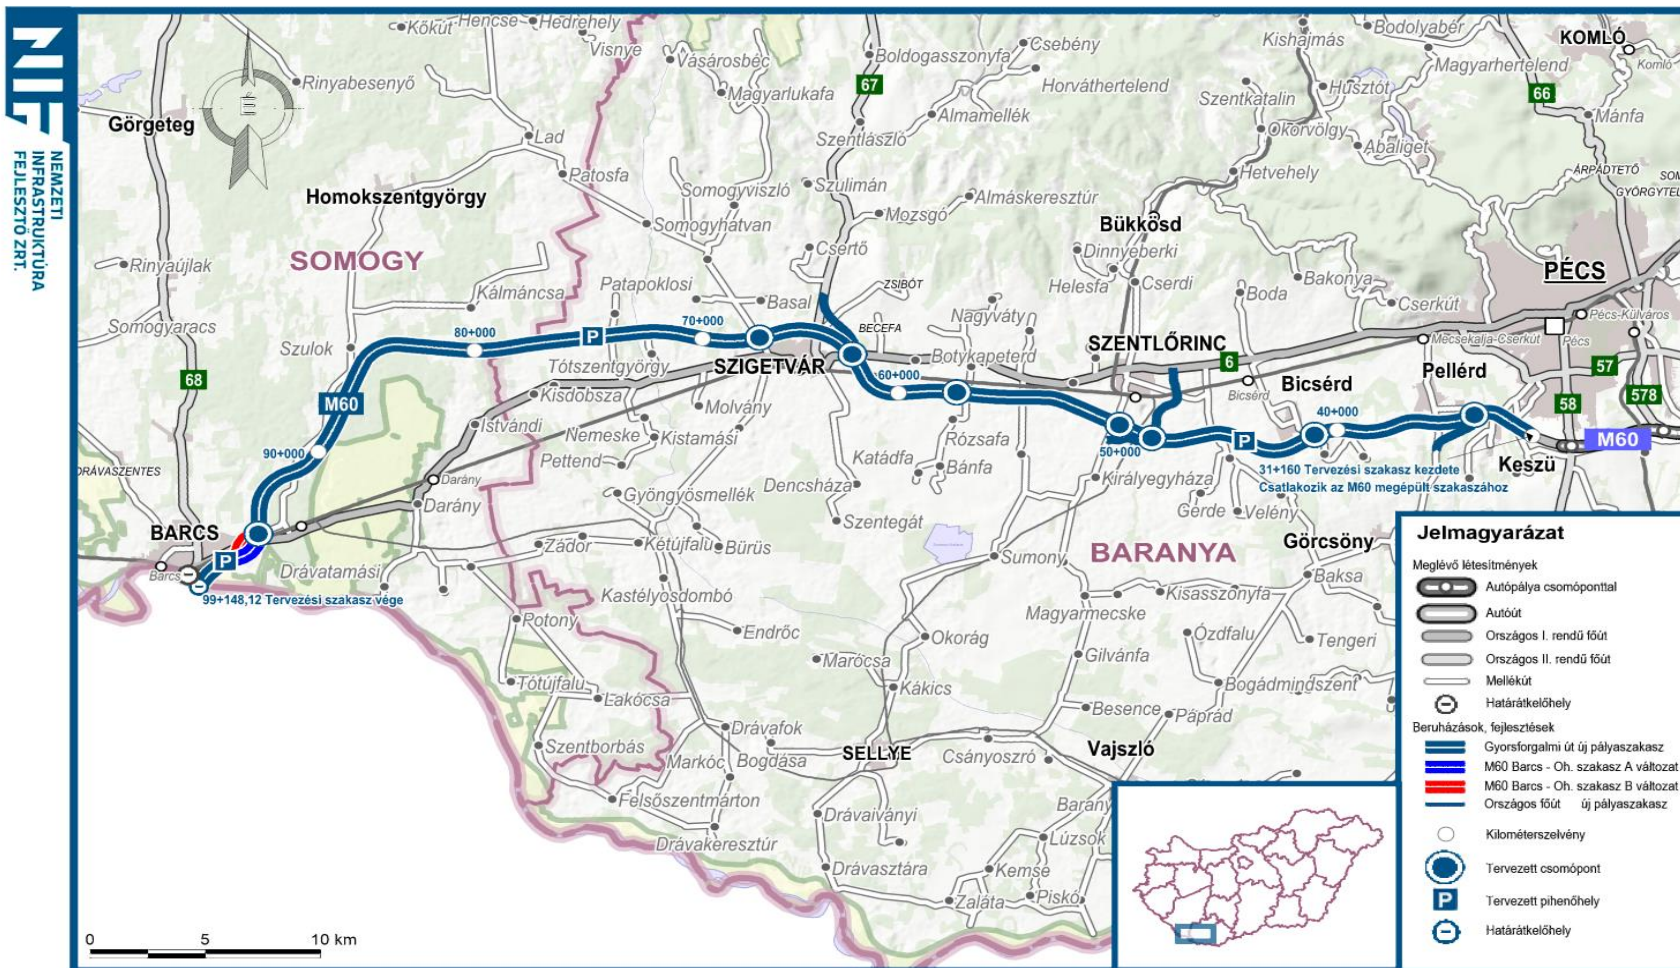 NIF
NEMZETI
INFRASTRUKTÚRA
FEJLESZTŐ ZRT.
Kőkút
Hencse
Hedrehely
Visnye
Vásárosbéc
Boldogasszonyfa
Csebény
Kishajmás
Bodolyabér
KOMLÓ
Komló
Rinyabesenyő
Magyarlukafa
67
Horváthertelend
Husztót
Magyarhertelend
66
Görgeteg
Szentkatalin
Almamellék
Lad
Szentlászló
Okorvölgy
Mánfa
Abaliget
Patosfa
Hetvehely
ÁRPÁDTETŐ
Homokszentgyörgy
Somogyviszló
Szulimán
Almáskeresztúr
Mozsgó
Somogyhatvan
Bükkösd
SOMOGY
Csertő
Dinnyeberki
Rinyaújlak
Patapoklosi
ZSIBÓT
Helesfa
Cserdi
Bakonya
PÉCS
Kálmáncsa
Basal
Boda
Cserkút
Nagyváty
Pécs-Külváros
Somogyaracs
80+000
70+000
BECEFA
SZENTLŐRINC
Mecsekalja-Cserkút
Pécs
Szulok
P
Tótszentgyörgy
SZIGETVÁR
Botykapeterd
6
Pellérd
57
68
60+000
Bicsérd
Bicsérd
578
M60
Kisdobsza
Molvány
40+000
58
Istvándi
Nemeske
Kistamási
Rózsafa
P
M60
90+000
Pettend
Katádfa
Bánfa
50+000
31+160 Tervezési szakasz kezdete
Csatlakozik az M60 megépült szakaszához
Keszü
DRÁVASZENTES
Darány
Dencsháza
Királyegyháza
Gyöngyösmellék
Darány
Gerde
Velény
BARCS
Szentegát
Görcsöny
Zádor
Kétújfalu
Bürüs
Sumony
BARANYA
P
Barcs
Drávatamási
Baksa
99+148,12 Tervezési szakasz vége
Kastélyosdombó
Kisasszonyfa
Magyarmecske
Potony
Endrőc
Okorág
Ózdfalu
Tengeri
Marócsa
Gilvánfa
Tótújfalu
Lakócsa
Kákics
Bogádmindszent
Besence
Páprád
Drávafok
Szentborbás
SELLYE
Vajszló
Markóc
Bogdása
Csányoszró
Felsőszentmárton
Drávaiványi
Lúzsok
Drávakeresztúr
Drávasztára
Kemse
Zaláta
Piskó
0
5
10 km
Jelmagyarázat
Meglévő létesítmények
Autópálya csomóponttal
Autóút
Országos I. rendű főút
Országos II. rendű főút
Mellékút
Határátkelőhely
Beruházások, fejlesztések
Gyorsforgalmi út új pályaszakasz
M60 Barcs - Oh. szakasz A változat
M60 Barcs - Oh. szakasz B változat
Országos főút új pályaszakasz
Kilométerszelvény
Tervezett csomópont
P
Tervezett pihenőhely
Határátkelőhely